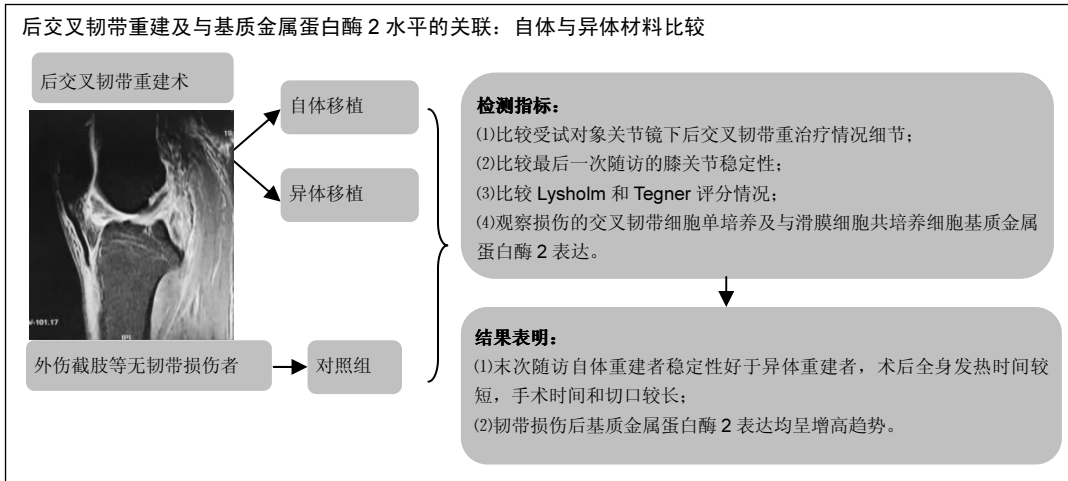 后交叉韧带重建及与基质金属蛋白酶 2 水平的关联：自体与异体材料比较
后交叉韧带重建术
自体移植
异体移植
19
W-101.17
[P]
外伤截肢等无韧带损伤者
对照组
检测指标：
⑴比较受试对象关节镜下后交叉韧带重治疗情况细节；
⑵比较最后一次随访的膝关节稳定性；
⑶比较 Lysholm 和 Tegner 评分情况；
⑷观察损伤的交叉韧带细胞单培养及与滑膜细胞共培养细胞基质金属
蛋白酶 2 表达。
结果表明：
⑴末次随访自体重建者稳定性好于异体重建者，术后全身发热时间较
短，手术时间和切口较长；
⑵韧带损伤后基质金属蛋白酶 2 表达均呈增高趋势。